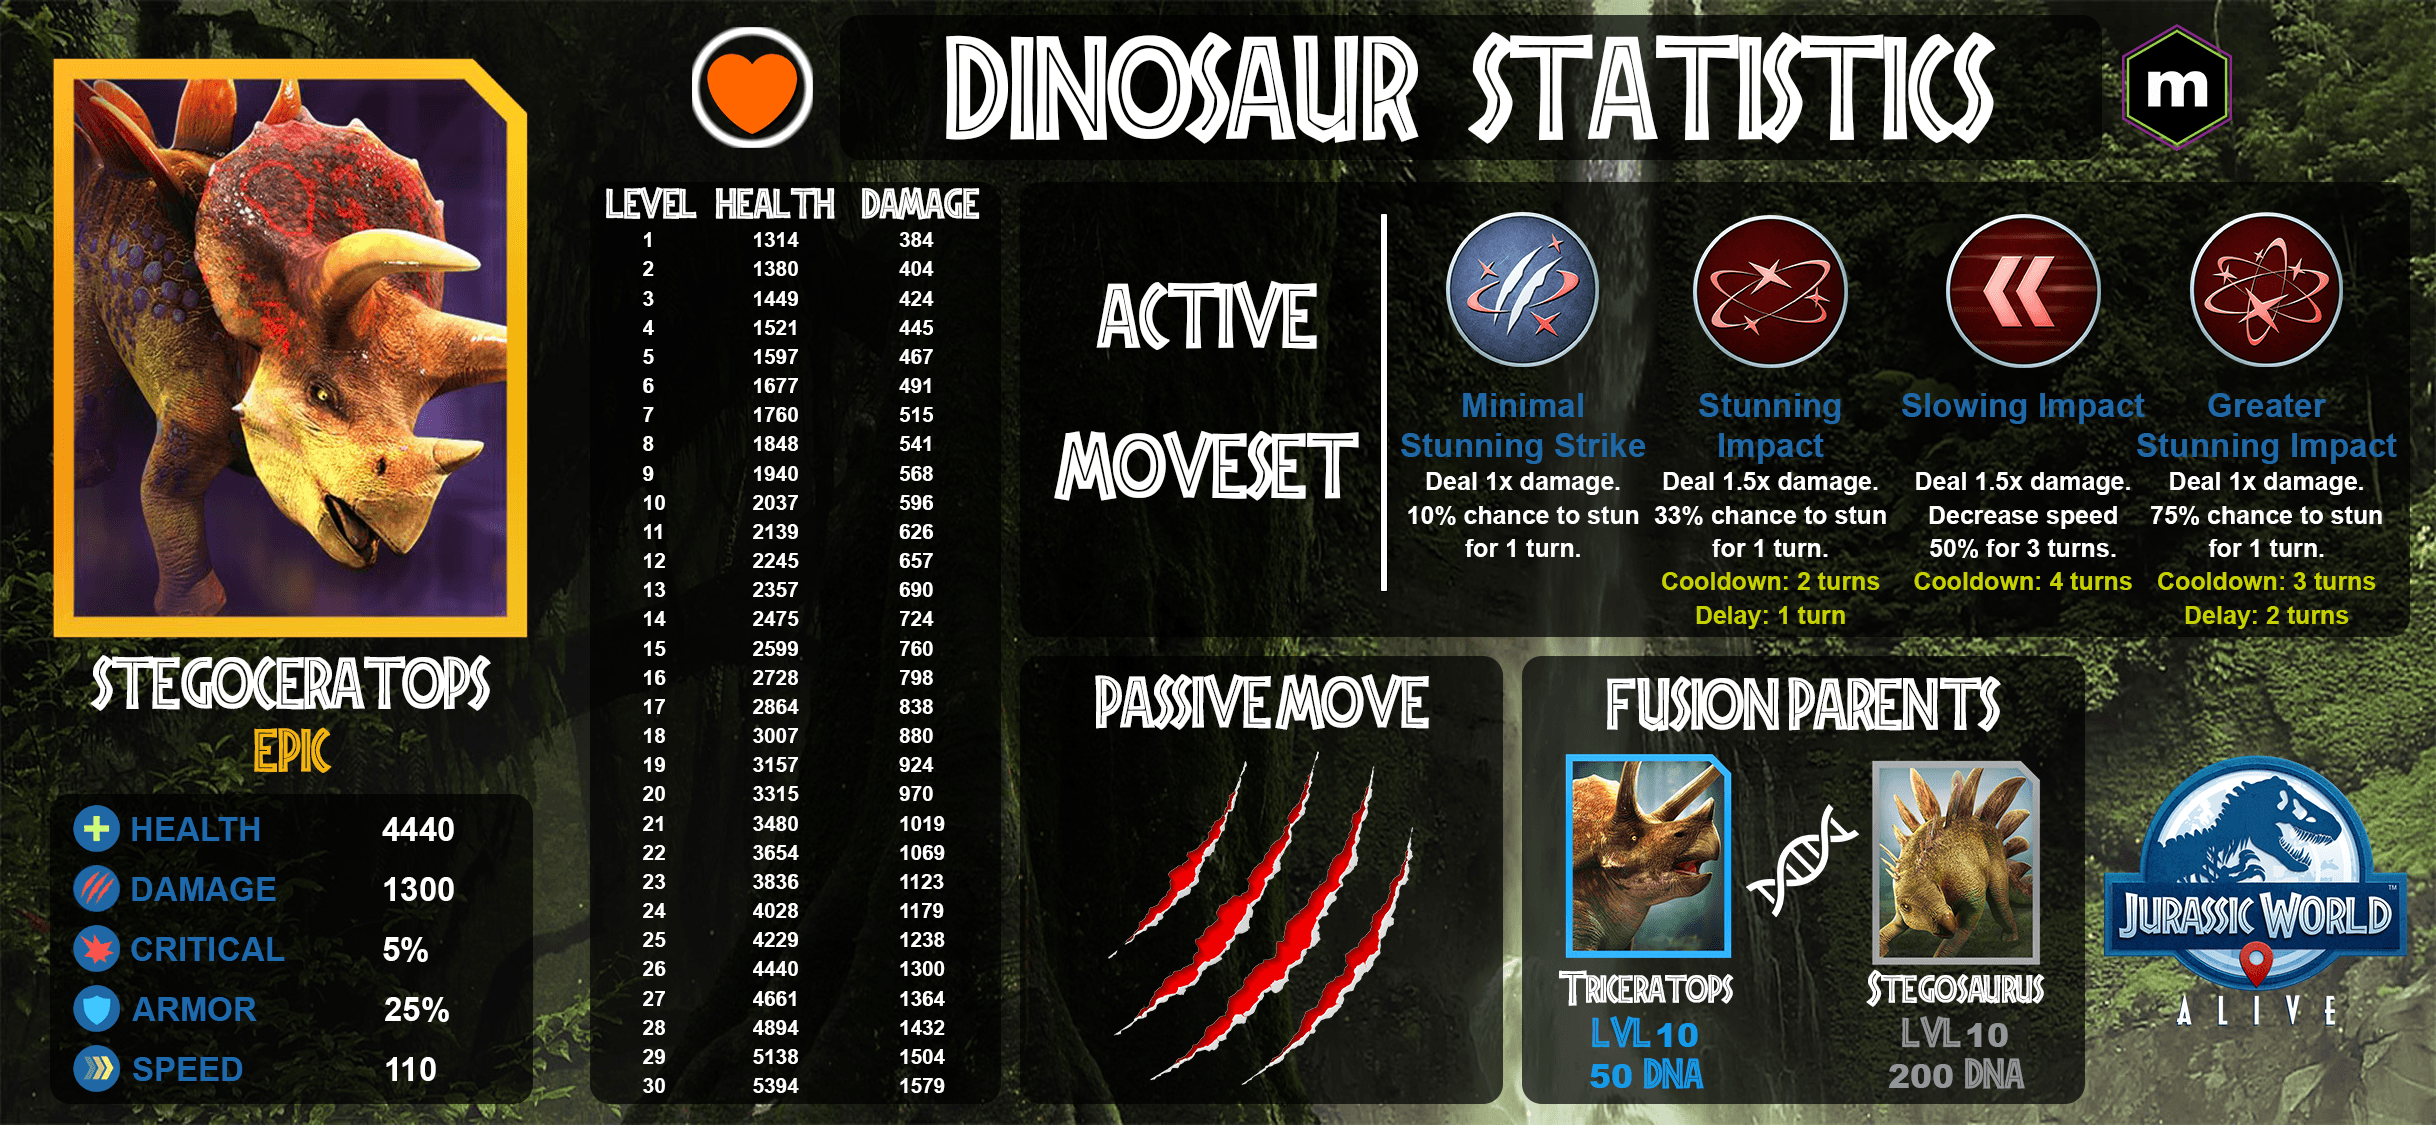 DINOSAUR STATISTICS
m
STEGOCERATOPS
EPIC
HEALTH 4440
DAMAGE 1300
CRITICAL 5%
ARMOR 25%
SPEED 110
LEVEL HEALTH DAMAGE
1 1314 384
2 1380 404
3 1449 424
4 1521 445
5 1597 467
6 1677 491
7 1760 515
8 1848 541
9 1940 568
10 2037 596
11 2139 626
12 2245 657
13 2357 690
14 2475 724
15 2599 760
16 2728 798
17 2864 838
18 3007 880
19 3157 924
20 3315 970
21 3480 1019
22 3654 1069
23 3836 1123
24 4028 1179
25 4229 1238
26 4440 1300
27 4661 1364
28 4894 1432
29 5138 1504
30 5394 1579
ACTIVE
MOVESET
Minimal
Stunning Strike
Deal 1x damage.
10% chance to stun
for 1 turn.
Stunning
Impact
Deal 1.5x damage.
33% chance to stun
for 1 turn.
Cooldown: 2 turns
Delay: 1 turn
Slowing Impact
Deal 1.5x damage.
Decrease speed
50% for 3 turns.
Cooldown: 4 turns
Greater
Stunning Impact
Deal 1x damage.
75% chance to stun
for 1 turn.
Cooldown: 3 turns
Delay: 2 turns
PASSIVE MOVE
FUSION PARENTS
TRICERATOPS
LVL 10
50 DNA
STEGOSAURUS
LVL 10
200 DNA
JURASSIC WORLD™
ALIVE